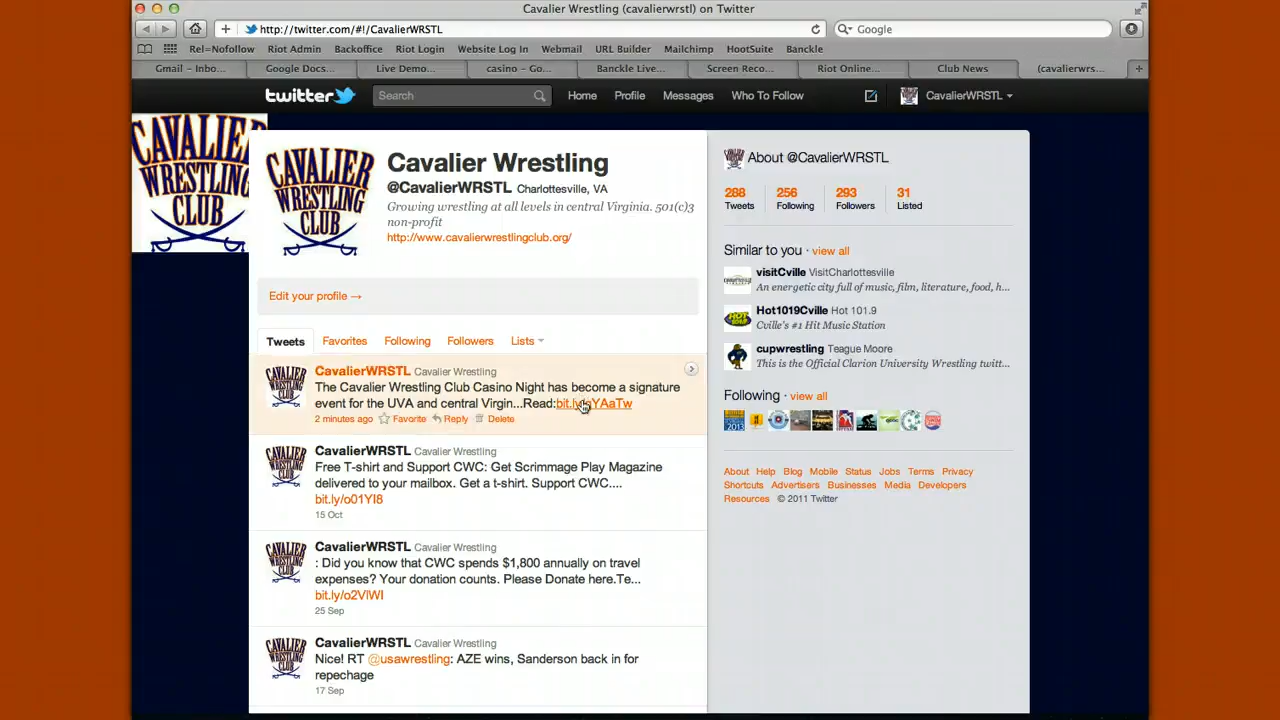 Cavalier Wrestling (cavalierwrstl) on Twitter
http://twitter.com/#!/CavalierWRSTL
Google
Rel=Nofollow Riot Admin Backoffice Riot Login Website Log In Webmail URL Builder Mailchimp HootSuite Banckle
Gmail – Inbo... Google Docs... Live Demo... casino – Go... Banckle Live... Screen Reco... Riot Online... Club News (cavalierwrs...
twitter Search Home Profile Messages Who To Follow CavalierWRSTL
CAVALIER
WRESTLING
CLUB
CAVALIER
WRESTLING
CLUB
Cavalier Wrestling
@CavalierWRSTL Charlottesville, VA
Growing wrestling at all levels in central Virginia. 501(c)3
non-profit
http://www.cavalierwrestlingclub.org/
Edit your profile →
Tweets Favorites Following Followers Lists
CavalierWRSTL Cavalier Wrestling
The Cavalier Wrestling Club Casino Night has become a signature
event for the UVA and central Virgin...Read:
2 minutes ago Favorite Reply Delete
CavalierWRSTL Cavalier Wrestling
Free T-shirt and Support CWC: Get Scrimmage Play Magazine
delivered to your mailbox. Get a t-shirt. Support CWC....
bit.ly/o01YI8
15 Oct
CavalierWRSTL Cavalier Wrestling
: Did you know that CWC spends $1,800 annually on travel
expenses? Your donation counts. Please Donate here.Te...
bit.ly/o2VlWI
25 Sep
CavalierWRSTL Cavalier Wrestling
Nice! RT @usawrestling: AZE wins, Sanderson back in for
repechage
17 Sep
About @CavalierWRSTL
288 256 293 31
Tweets Following Followers Listed
Similar to you · view all
visitCville VisitCharlottesville
An energetic city full of music, film, literature, food, h...
Hot1019Cville Hot 101.9
Cville's #1 Hit Music Station
cupwrestling Teague Moore
This is the Official Clarion University Wrestling twitt...
Following · view all
About Help Blog Mobile Status Jobs Terms Privacy
Shortcuts Advertisers Businesses Media Developers
Resources © 2011 Twitter